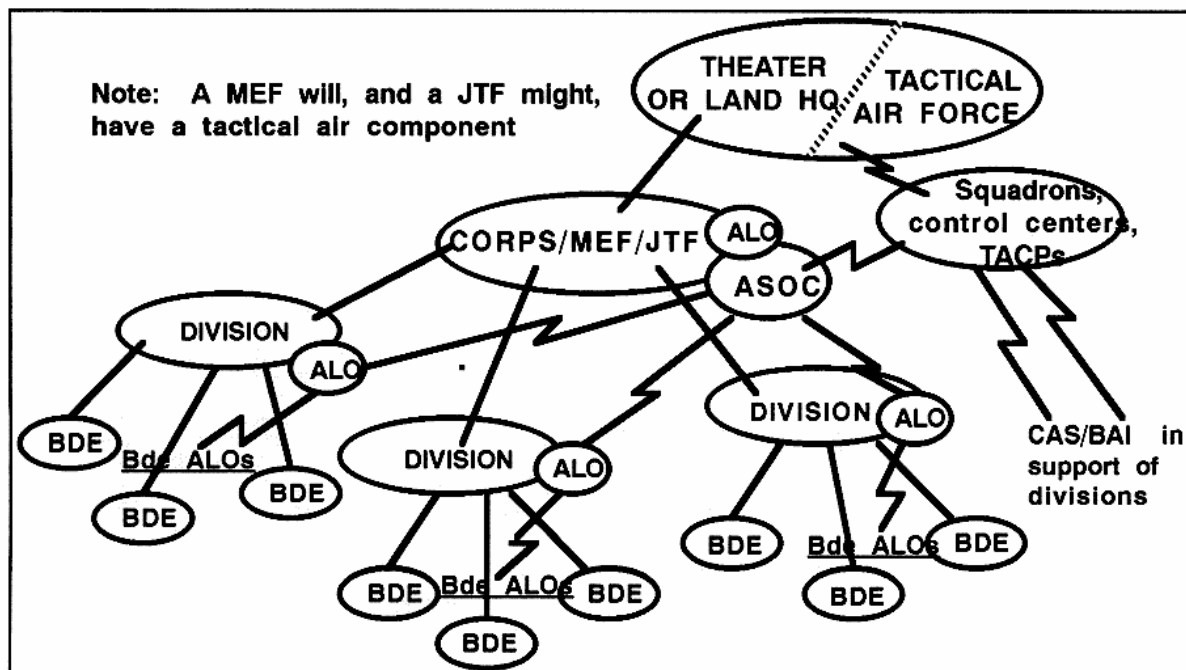 Note: A MEF will, and a JTF might,
have a tactical air component
THEATER
OR LAND HQ
TACTICAL
AIR FORCE
Squadrons,
control centers,
TACPs
CORPS/MEF/JTF
ALO
ASOC
DIVISION
ALO
BDE
Bde ALOs
BDE
BDE
DIVISION
ALO
BDE
Bde ALOs
BDE
BDE
DIVISION
ALO
BDE
Bde ALOs
BDE
BDE
CAS/BAI in
support of
divisions